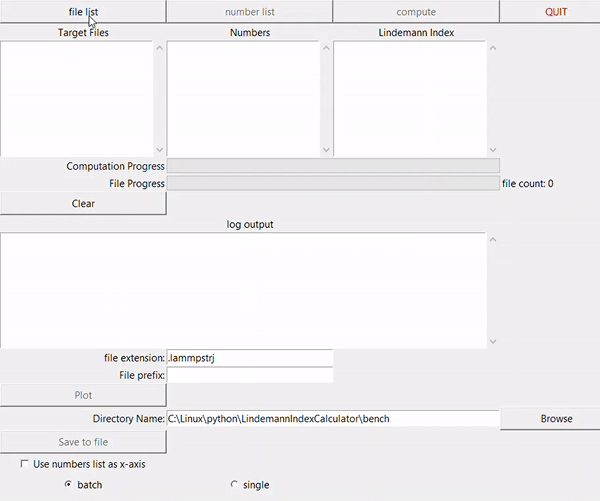 file list number list compute QUIT
Target Files Numbers Lindemann Index
Computation Progress
File Progress file count: 0
Clear
log output
file extension: .lammpstrj
File prefix:
Plot
Directory Name: C:\Linux\python\LindemannIndexCalculator\bench Browse
Save to file
Use numbers list as x-axis
batch single